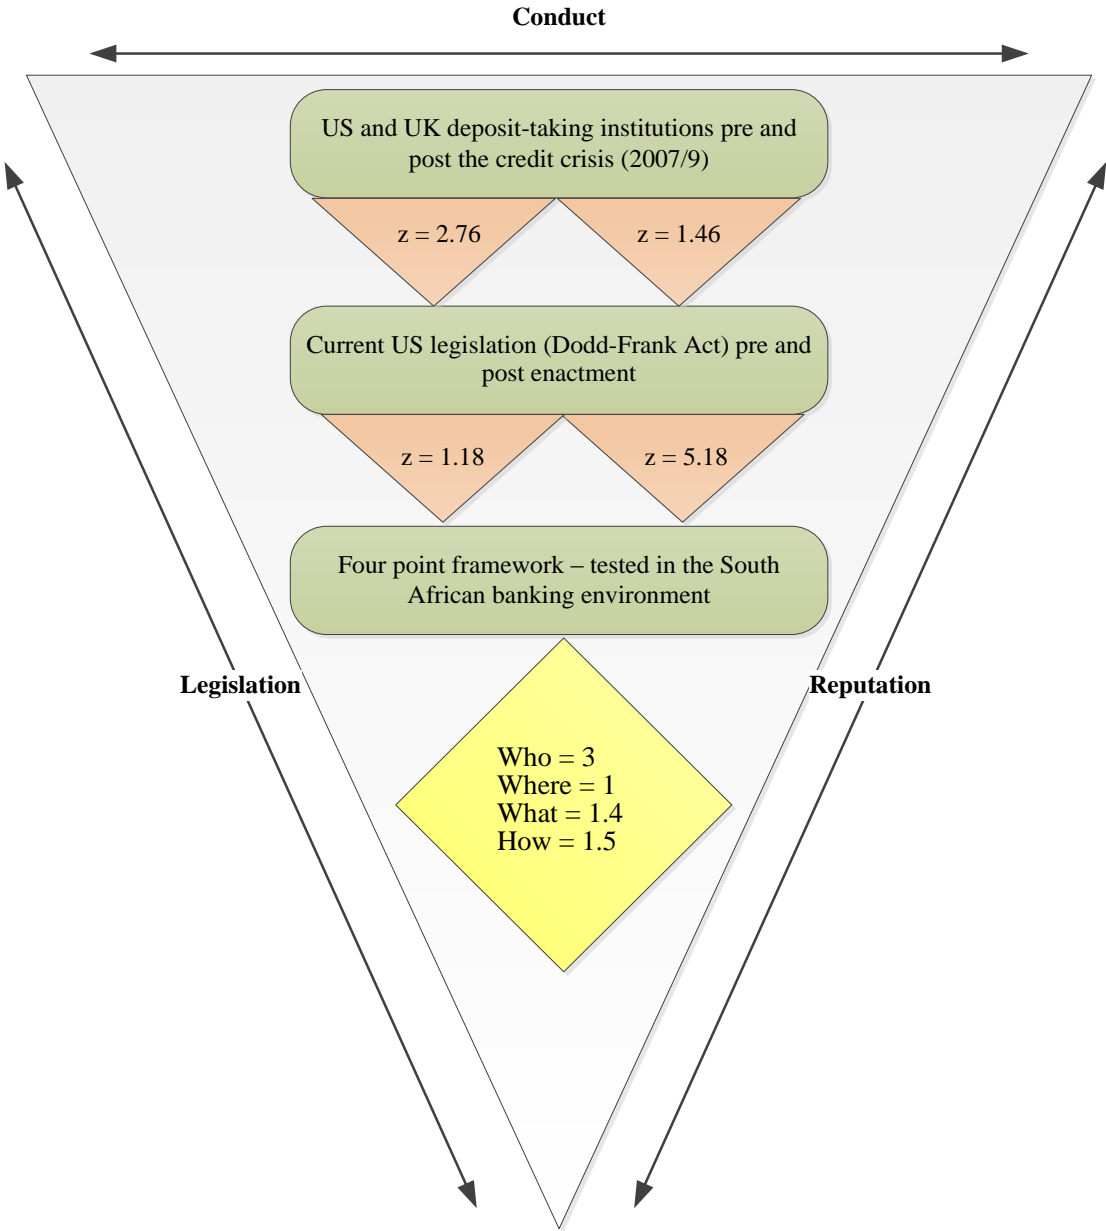 Conduct
US and UK deposit-taking institutions pre and
post the credit crisis (2007/9)
z = 2.76
z = 1.46
Current US legislation (Dodd-Frank Act) pre and
post enactment
z = 1.18
z = 5.18
Four point framework – tested in the South
African banking environment
Legislation
Reputation
Who = 3
Where = 1
What = 1.4
How = 1.5